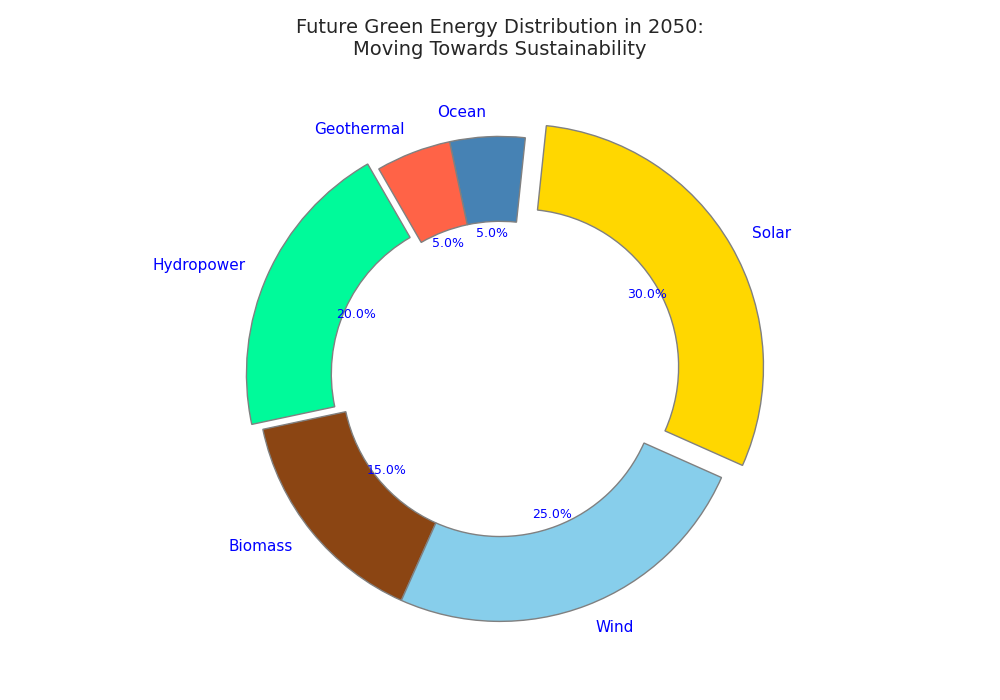 Future Green Energy Distribution in 2050:
Moving Towards Sustainability
Ocean
Geothermal
Solar
Hydropower
Biomass
Wind
5.0%
5.0%
30.0%
20.0%
15.0%
25.0%